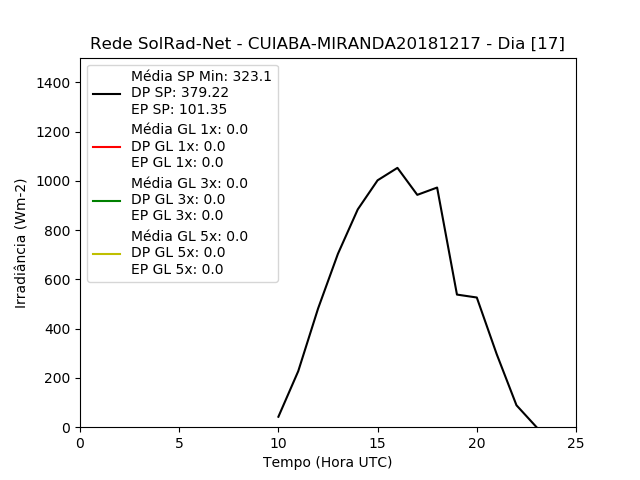 Rede SolRad-Net - CUIABA-MIRANDA20181217 - Dia [17]
Média SP Min: 323.1
DP SP: 379.22
EP SP: 101.35
Média GL 1x: 0.0
DP GL 1x: 0.0
EP GL 1x: 0.0
Média GL 3x: 0.0
DP GL 3x: 0.0
EP GL 3x: 0.0
Média GL 5x: 0.0
DP GL 5x: 0.0
EP GL 5x: 0.0
Irradiância (Wm-2)
1400
1200
1000
800
600
400
200
0
0 5 10 15 20 25
Tempo (Hora UTC)